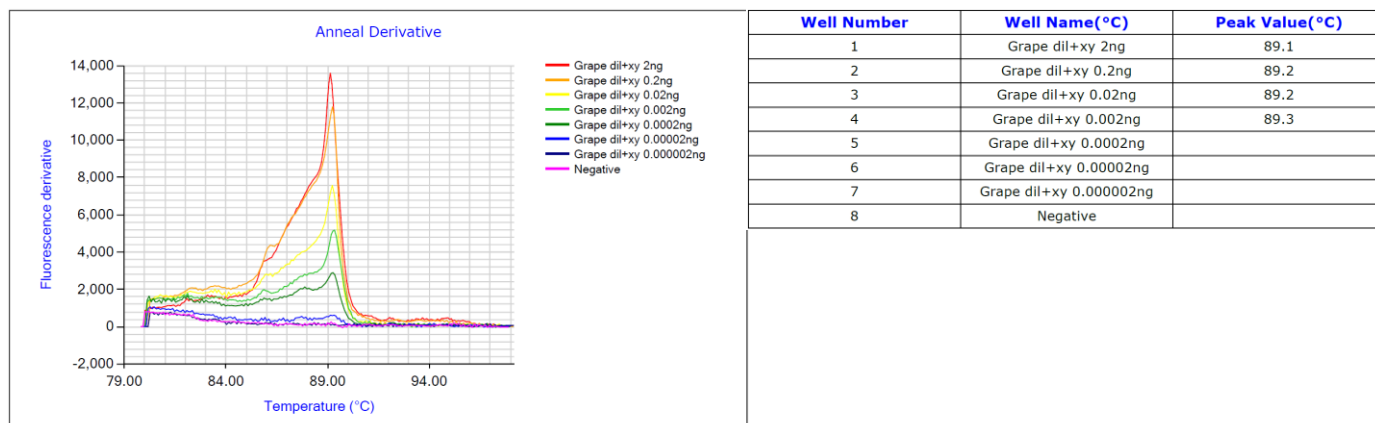 Anneal Derivative
14,000
12,000
10,000
8,000
6,000
4,000
2,000
0
-2,000
79.00 84.00 89.00 94.00
Fluorescence derivative
Temperature (°C)
Grape dil+xy 2ng
Grape dil+xy 0.2ng
Grape dil+xy 0.02ng
Grape dil+xy 0.002ng
Grape dil+xy 0.0002ng
Grape dil+xy 0.00002ng
Grape dil+xy 0.000002ng
Negative
Well Number Well Name(°C) Peak Value(°C)
1 Grape dil+xy 2ng 89.1
2 Grape dil+xy 0.2ng 89.2
3 Grape dil+xy 0.02ng 89.2
4 Grape dil+xy 0.002ng 89.3
5 Grape dil+xy 0.0002ng
6 Grape dil+xy 0.00002ng
7 Grape dil+xy 0.000002ng
8 Negative